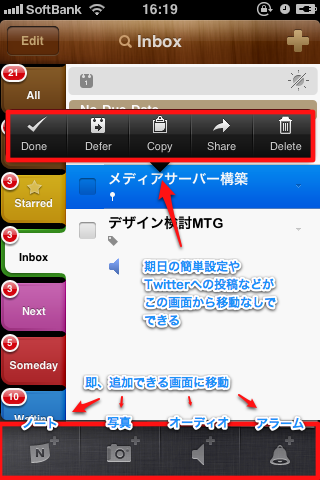 SoftBank 16:19
Edit Inbox
21
All
1
No Due Date
Done Defer Copy Share Delete
3
Starred
メディアサーバー構築
デザイン検討MTG
3
Inbox
期日の簡単設定や
Twitterへの投稿などが
この画面から移動なしで
できる
3
Next
5
Someday
10
Waiting
即、追加できる画面に移動
ノート 写真 オーディオ アラーム
N